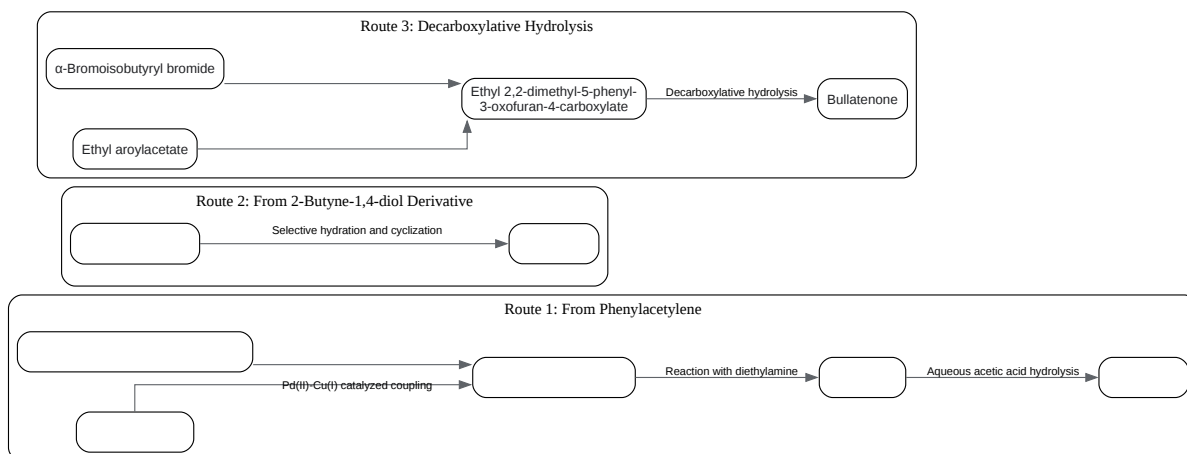 Route 3: Decarboxylative Hydrolysis
α-Bromoisobutyryl bromide
Ethyl 2,2-dimethyl-5-phenyl-
3-oxofuran-4-carboxylate
Decarboxylative hydrolysis
Bullatenone
Ethyl aroylacetate
Route 2: From 2-Butyne-1,4-diol Derivative
Selective hydration and cyclization
Route 1: From Phenylacetylene
Pd(II)-Cu(I) catalyzed coupling
Reaction with diethylamine
Aqueous acetic acid hydrolysis